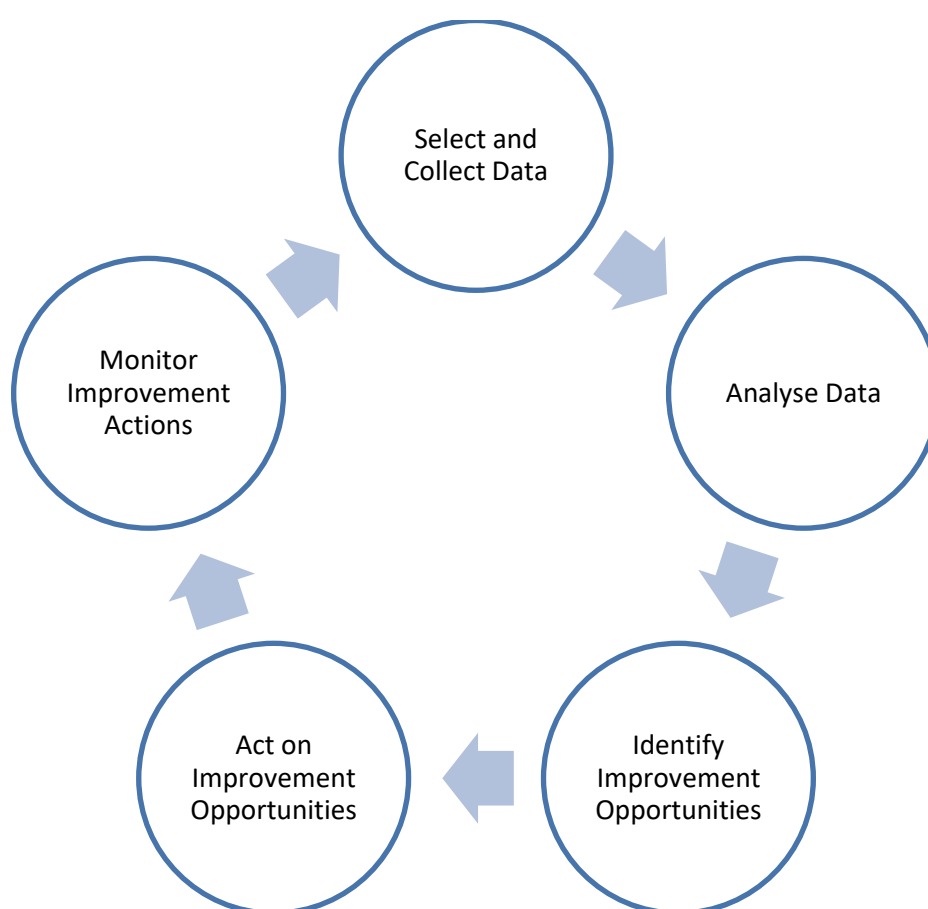 Select and
Collect Data
Analyse Data
Identify
Improvement
Opportunities
Act on
Improvement
Opportunities
Monitor
Improvement
Actions